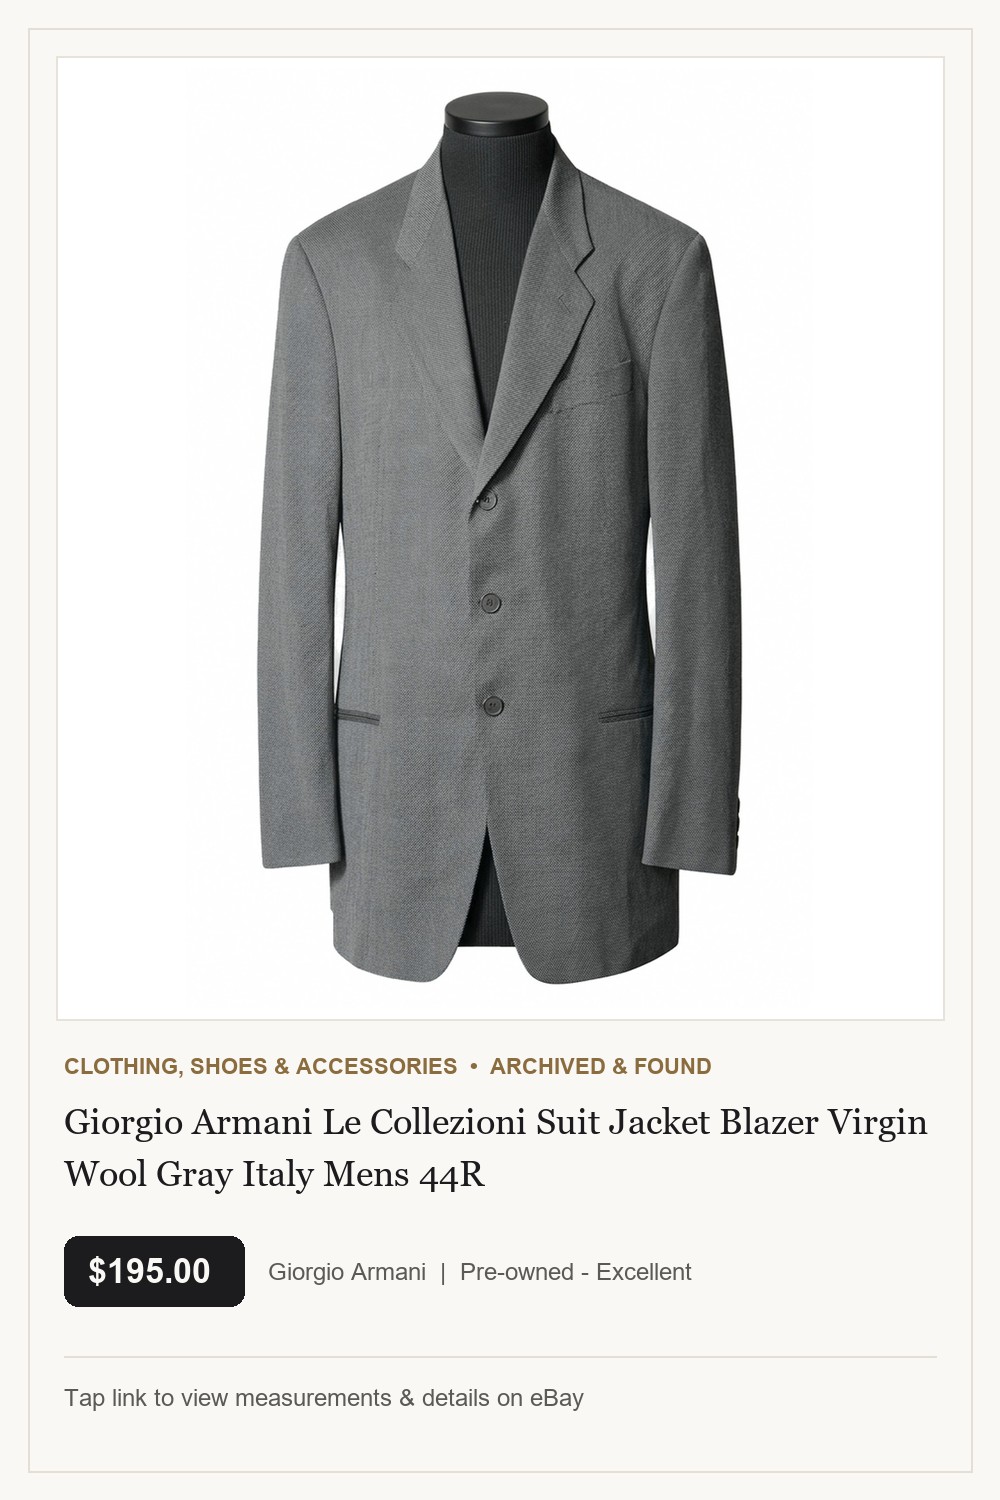 CLOTHING, SHOES & ACCESSORIES • ARCHIVED & FOUND
Giorgio Armani Le Collezioni Suit Jacket Blazer Virgin
Wool Gray Italy Mens 44R
$195.00
Giorgio Armani | Pre-owned - Excellent
Tap link to view measurements & details on eBay